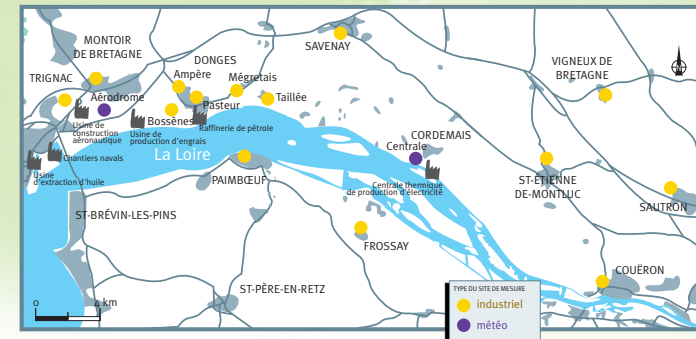 MONTOIR
DE BRETAGNE
DONGES
SAVENAY
VIGNEUX DE
BRETAGNE
TRIGNAC
Ampère
Mégretais
Aérodrome
Pasteur
Taillée
Bossènes
Usine de
construction
aéronautique
Usine de
production d'engrais
Raffinerie de pétrole
CORDEMAIS
Centrale
Chantiers navals
La Loire
Usine
d'extraction d'huile
PAIMBŒUF
Centrale thermique
de production d'électricité
ST-ÉTIENNE
DE-MONTLUC
SAUTRON
ST-BRÉVIN-LES-PINS
FROSSAY
COUËRON
ST-PÈRE-EN-RETZ
0 4 km
TYPE DU SITE DE MESURE
industriel
météo